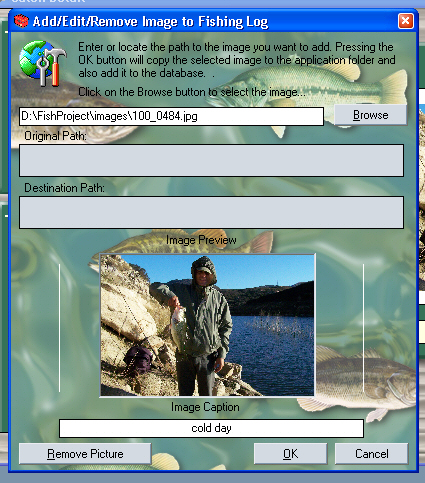 Add/Edit/Remove Image to Fishing Log
Enter or locate the path to the image you want to add. Pressing the
OK button will copy the selected image to the application folder and
also add it to the database. .
Click on the Browse button to select the image...
D:\FishProject\images\100_0484.jpg
Browse
Original Path:
Destination Path:
Image Preview
Image Caption
cold day
Remove Picture
OK
Cancel